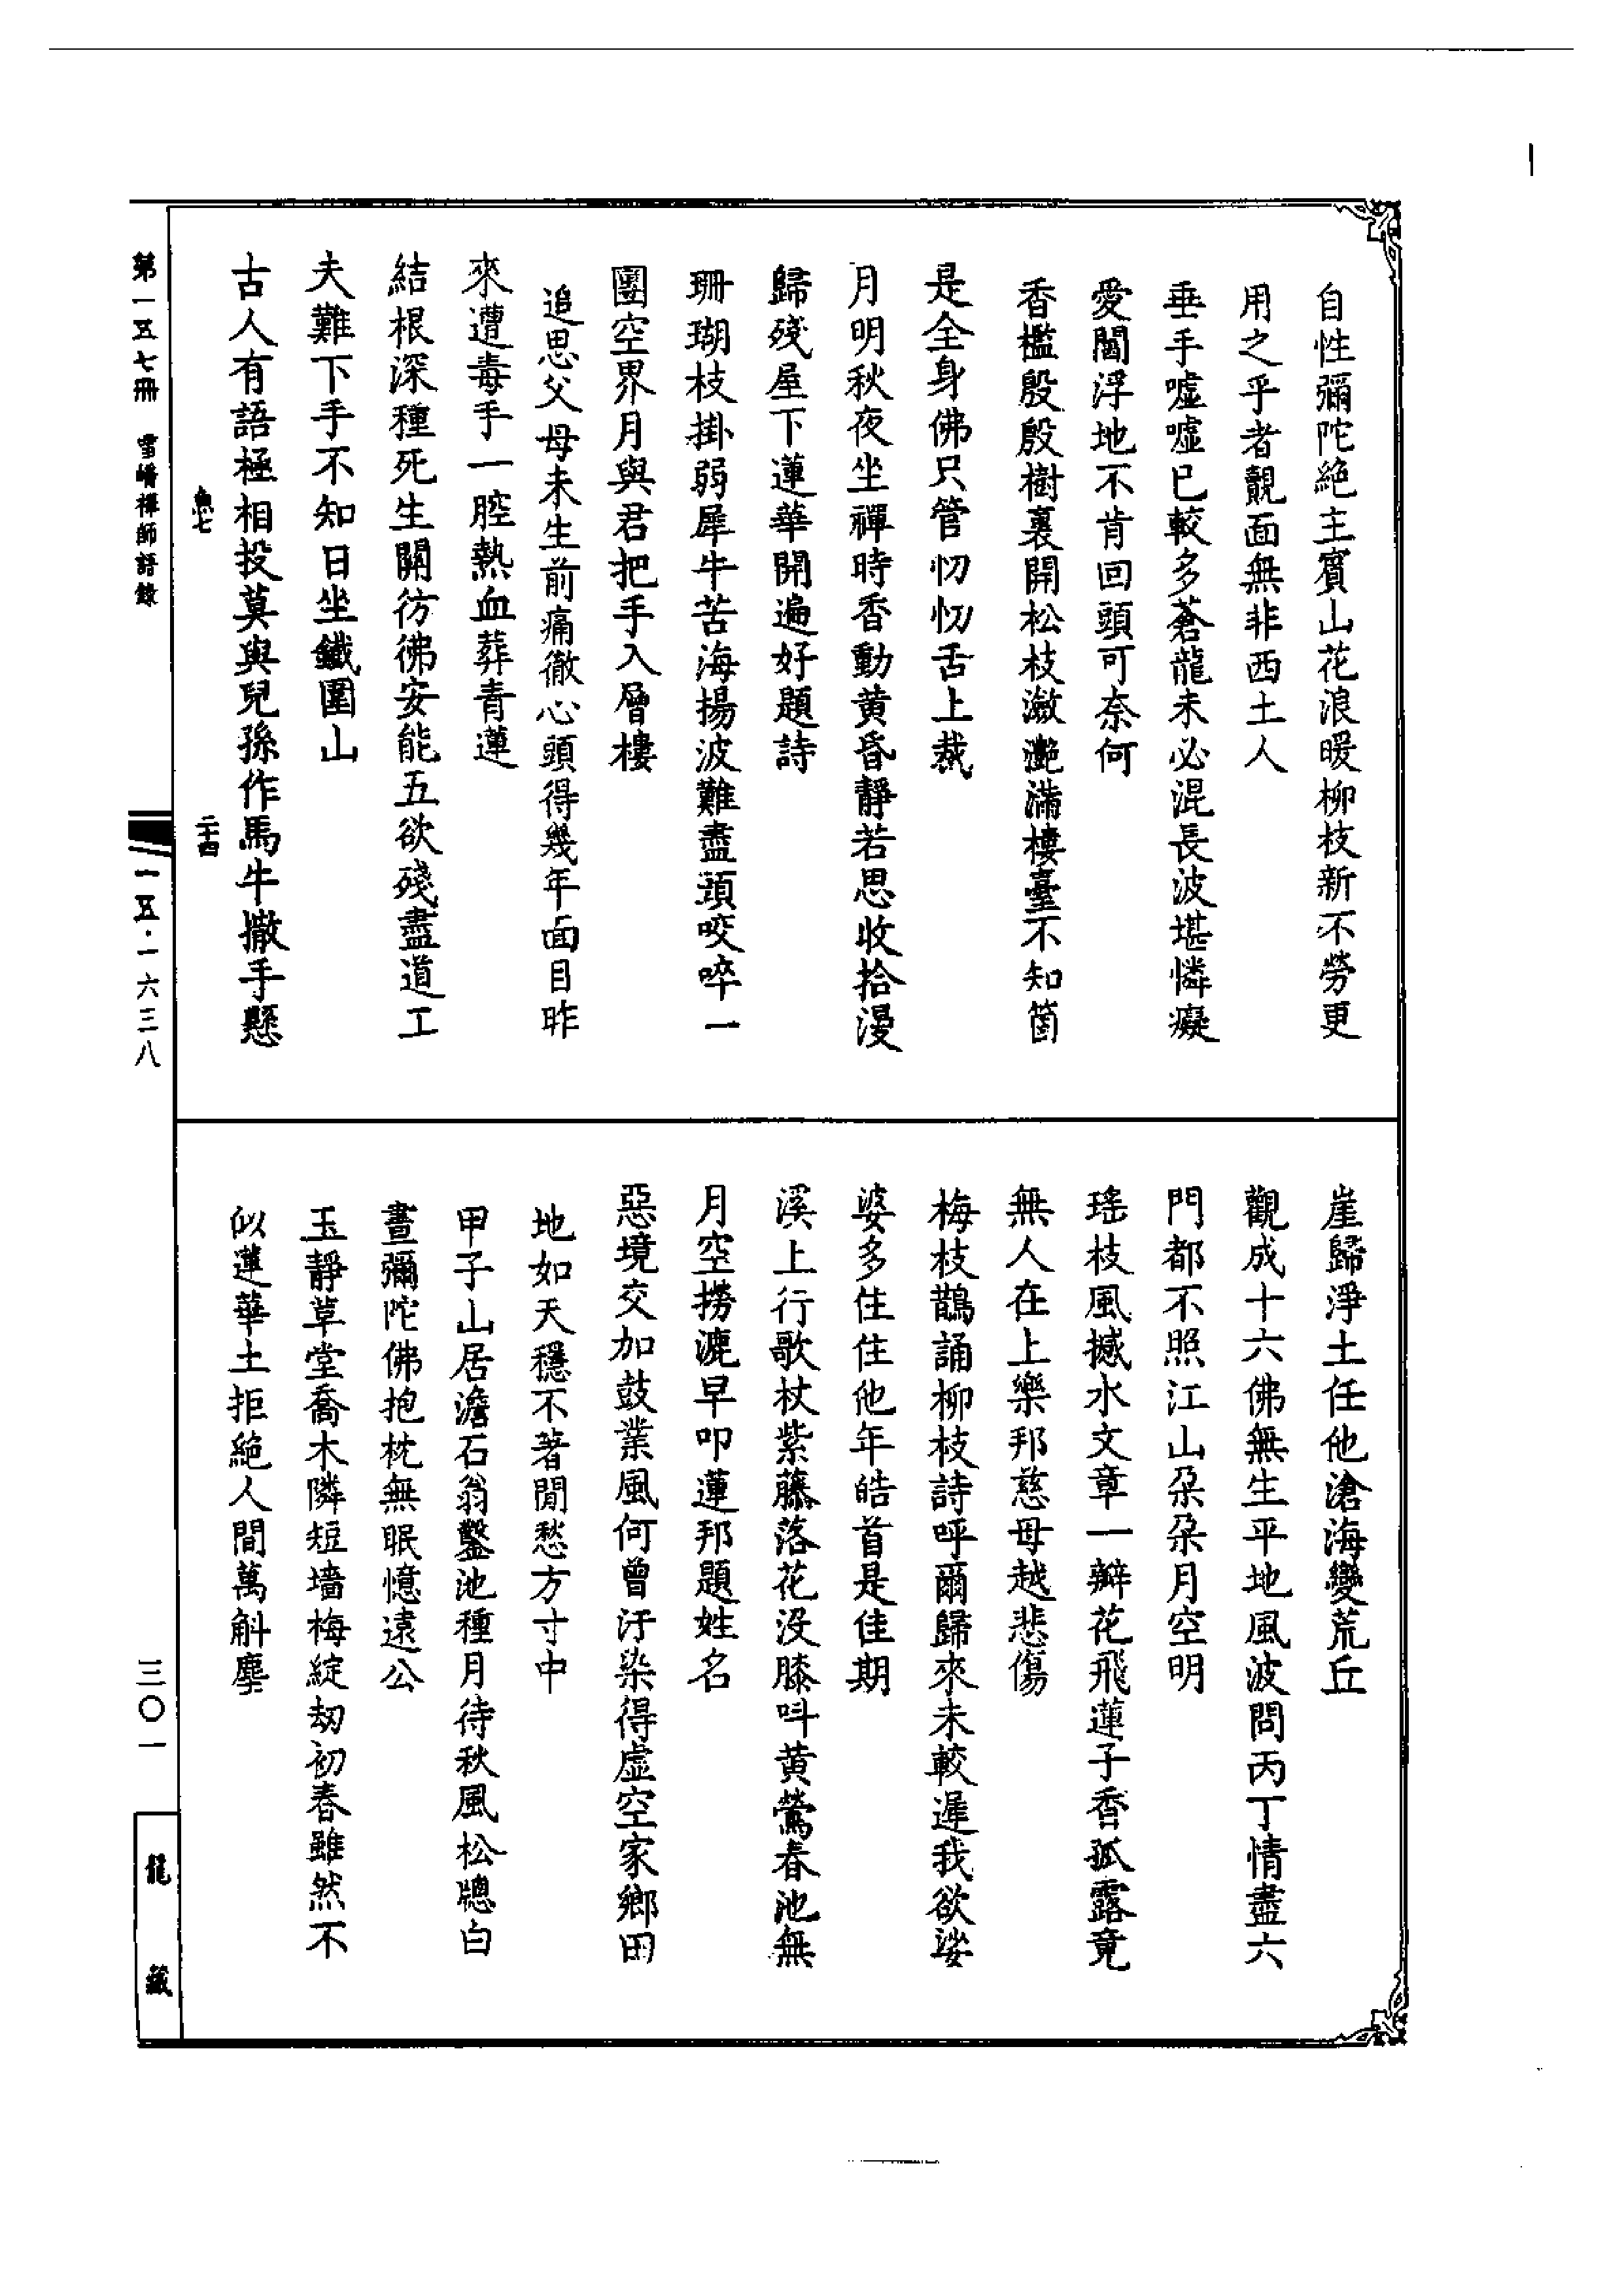 自性彌陀絶主賓山花浪暖柳枝新不勞更
用之乎者覿面無非西土人
垂手噓噓已較多蒼龍未必混長波堪憐癡
愛閻浮地不肯回頭可奈何
香檻殷殷樹裏開松枝瀲灔滿樓臺不知箇
是全身佛只管忉忉舌上裁
月明秋夜坐禪時香動黄昏靜若思收拾漫
歸殘屋下蓮華開遍好題詩
珊瑚枝掛弱犀牛苦海揚波難盡頭咬啐一
團空界月與君把手入層樓
追思父母未生前痛徹心頭得幾年面目昨
來遭毒手一腔熱血葬青蓮
結根深種死生關彷彿安能五欲殘盡道工
夫難下手不知日坐鐵圍山
古人有語極相投莫與兒孫作馬牛撒手懸
崖歸淨土任他滄海變荒丘
觀成十六佛無生平地風波問丙丁情盡六
門都不照江山朵朵月空明
瑤枝風撼水文章一瓣花飛蓮子香孤露竟
無人在上樂邦慈母越悲傷
梅枝鵲誦柳枝詩呼爾歸來未較遲我欲娑
婆多住住他年皓首是佳期
溪上行歌杖紫藤落花没膝呌黄鶯春池無
月空撈漉早叩蓮邦題姓名
惡境交加鼓業風何曾汙染得虛空家鄉田
地如天穩不著閒愁方寸中
甲子山居澹石翁鑿池種月待秋風松牕白
晝彌陀佛抱枕無眠憶遠公
玉靜草堂喬木隣短墻梅綻劫初春雖然不
似蓮華土拒絶人間萬斛塵
魚七
二十四
第一五七冊 雪嶠禪師語錄
一五·一六三八
三〇一
龍藏